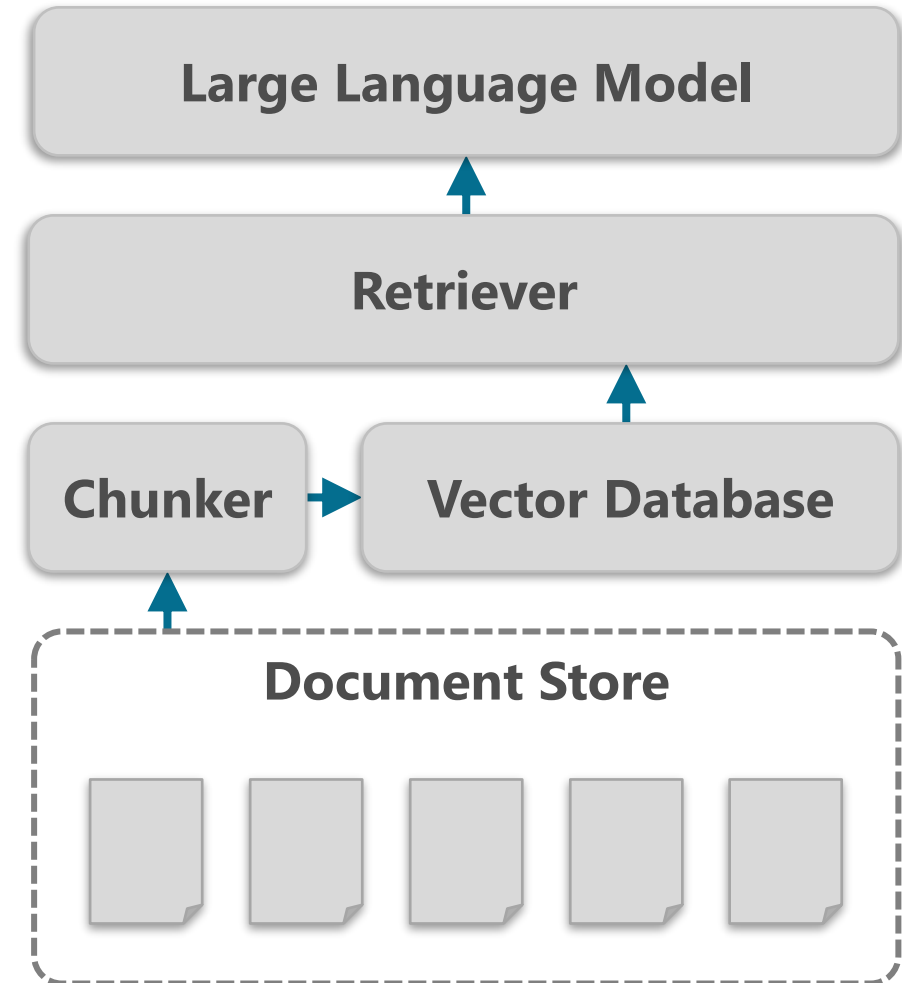 Large Language Model
Retriever
Chunker
Vector Database
Document Store